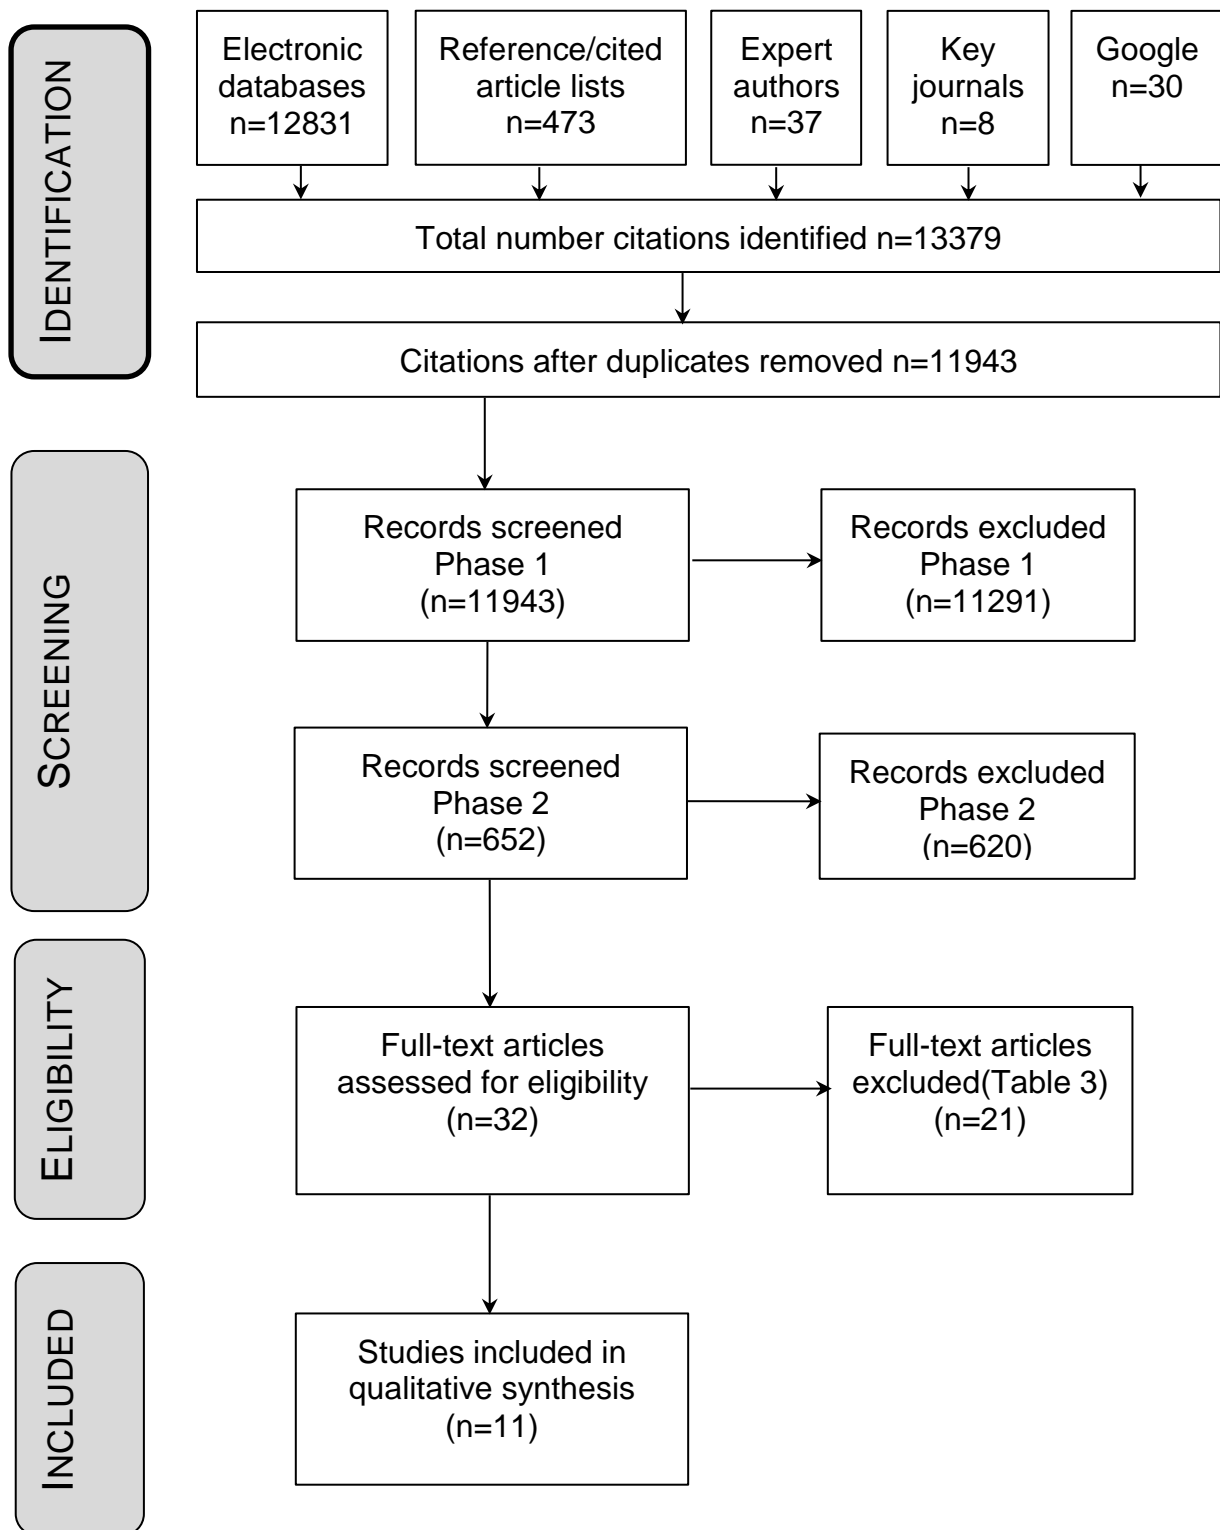 IDENTIFICATION
Electronic
databases
n=12831
Reference/cited
article lists
n=473
Expert
authors
n=37
Key
journals
n=8
Google
n=30
Total number citations identified n=13379
Citations after duplicates removed n=11943
SCREENING
Records screened
Phase 1
(n=11943)
Records excluded
Phase 1
(n=11291)
Records screened
Phase 2
(n=652)
Records excluded
Phase 2
(n=620)
ELIGIBILITY
Full-text articles
assessed for eligibility
(n=32)
Full-text articles
excluded(Table 3)
(n=21)
INCLUDED
Studies included in
qualitative synthesis
(n=11)